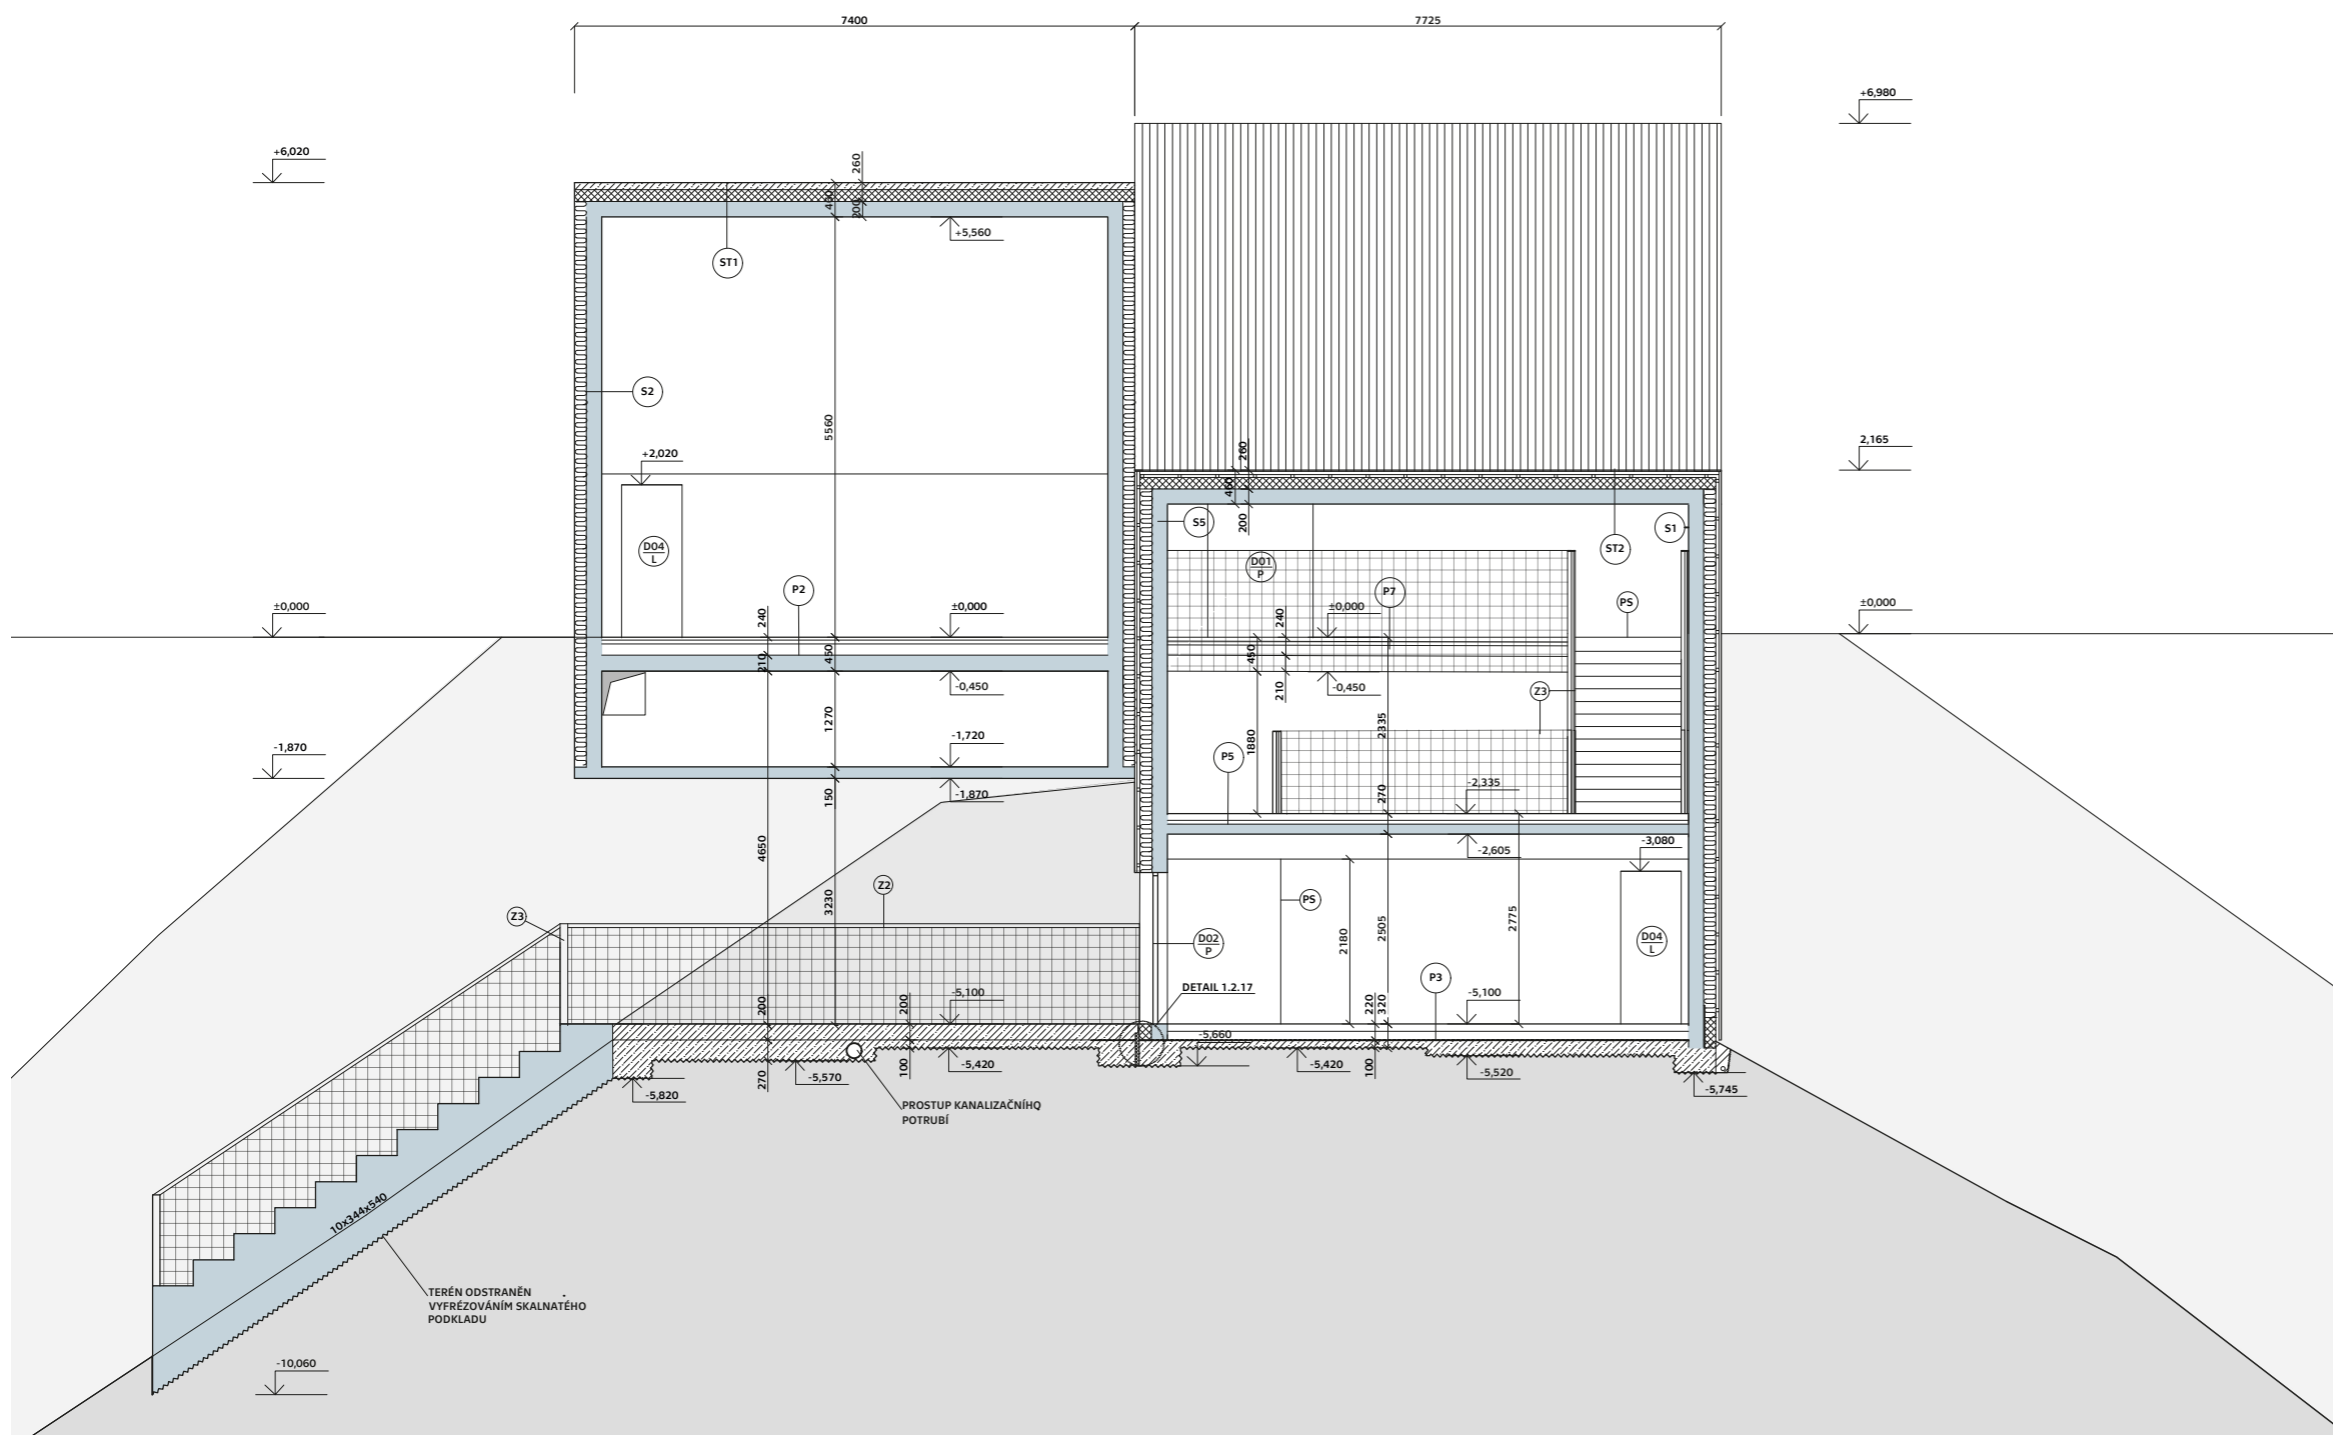 7400
7725
+6,980
+6,020
260
460
200
+5,560
ST1
S2
5560
+2,020
D04
L
P2
240
±0,000
±0,000
210
450
-0,450
1270
-1,720
-1,870
-1,870
150
4650
3230
2,165
260
460
200
S5
S1
ST2
D01
P
P7
PS
±0,000
±0,000
240
450
210
-0,450
Z3
2335
1880
P5
-2,335
270
-2,605
-3,080
Z2
Z3
PS
2180
2505
2775
D02
P
D04
L
P3
DETAIL 1.2.17
200
200
-5,100
220
320
-5,100
-5,660
270
-5,570
100
-5,420
-5,420
100
-5,520
-5,820
-5,745
PROSTUP KANALIZAČNÍHO
POTRUBÍ
10x344x540
TERÉN ODSTRANĚN
VYFRÉZOVÁNÍM SKALNATÉHO
PODKLADU
-10,060